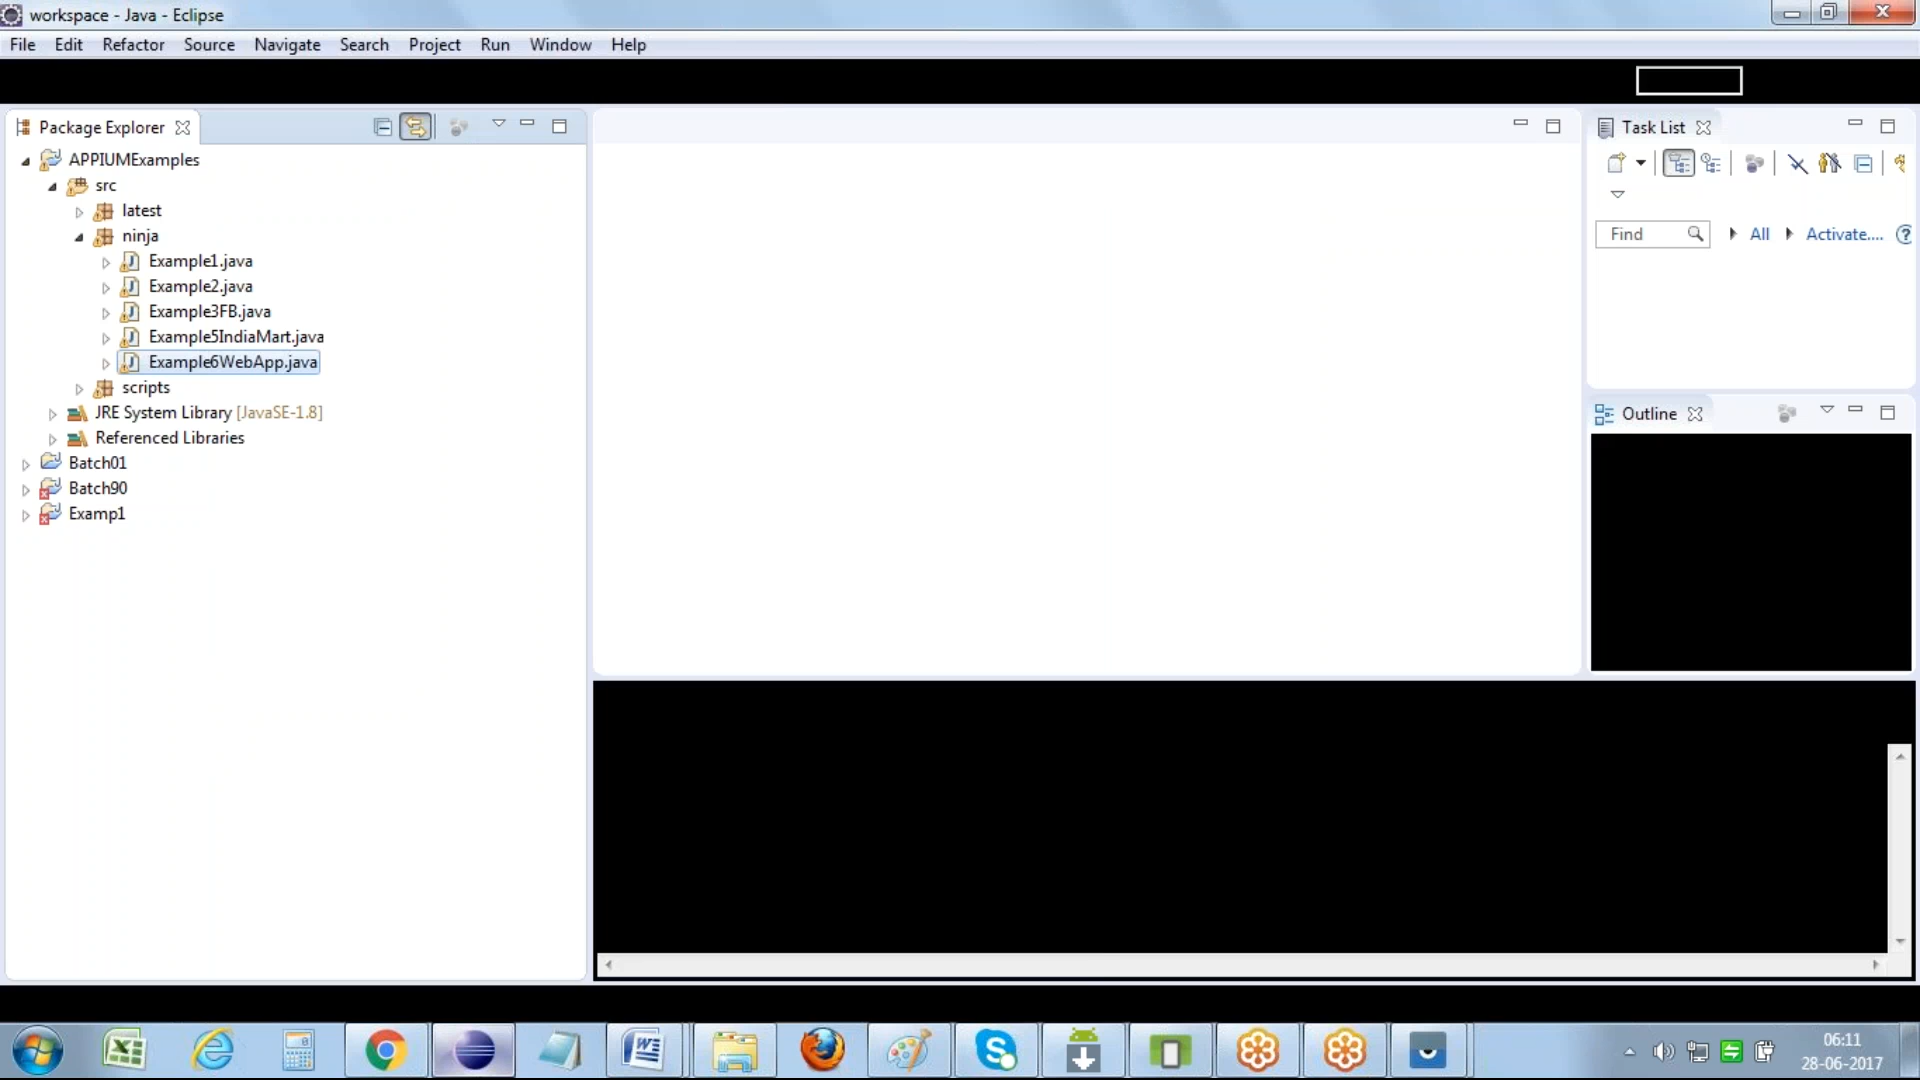 workspace - Java - Eclipse
File Edit Refactor Source Navigate Search Project Run Window Help
Package Explorer
APPIUMExamples
src
latest
ninja
Example1.java
Example2.java
Example3FB.java
Example5IndiaMart.java
Example6WebApp.java
scripts
JRE System Library [JavaSE-1.8]
Referenced Libraries
Batch01
Batch90
Examp1
Task List
Find All Activate....
Outline
06:11
28-06-2017